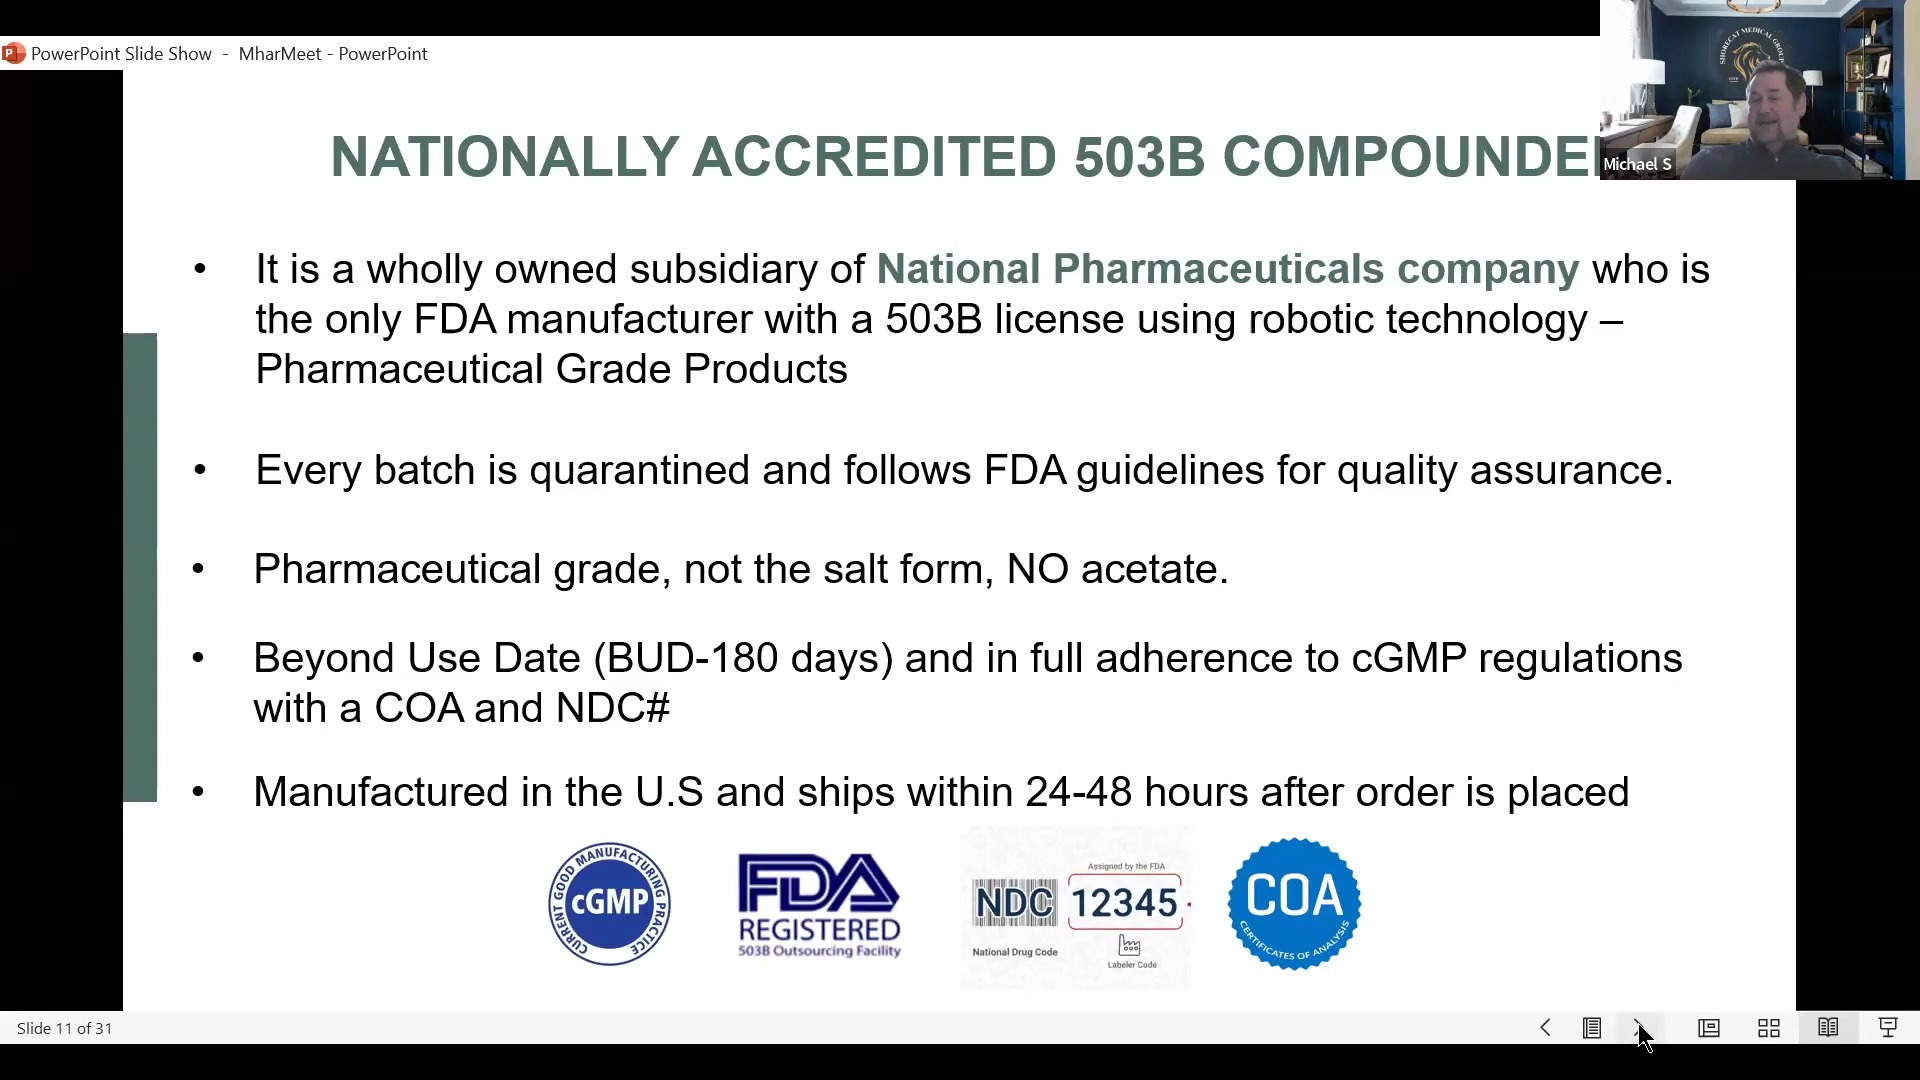 PowerPoint Slide Show - MharMeet - PowerPoint
SHORECAT MEDICAL GROUP
Michael S
NATIONALLY ACCREDITED 503B COMPOUNDE
• It is a wholly owned subsidiary of National Pharmaceuticals company who is
the only FDA manufacturer with a 503B license using robotic technology –
Pharmaceutical Grade Products
• Every batch is quarantined and follows FDA guidelines for quality assurance.
• Pharmaceutical grade, not the salt form, NO acetate.
• Beyond Use Date (BUD-180 days) and in full adherence to cGMP regulations
with a COA and NDC#
• Manufactured in the U.S and ships within 24-48 hours after order is placed
CURRENT GOOD MANUFACTURING PRACTICE
cGMP
FDA
REGISTERED
503B Outsourcing Facility
Assigned by the FDA
NDC 12345
National Drug Code
Labeler Code
COA
CERTIFICATES OF ANALYSIS
Slide 11 of 31